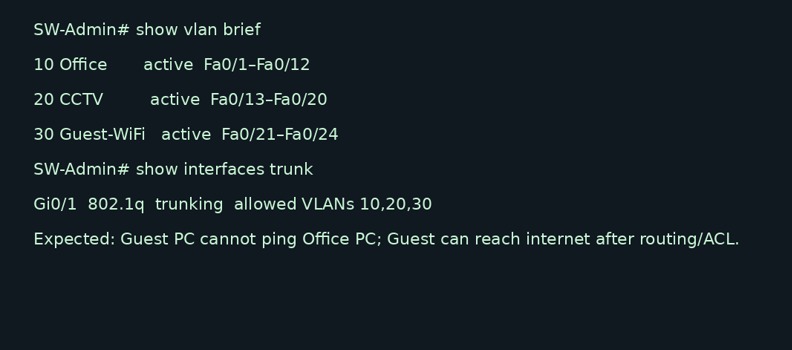 SW-Admin# show vlan brief
10 Office       active  Fa0/1–Fa0/12
20 CCTV         active  Fa0/13–Fa0/20
30 Guest-WiFi   active  Fa0/21–Fa0/24
SW-Admin# show interfaces trunk
Gi0/1  802.1q  trunking  allowed VLANs 10,20,30
Expected: Guest PC cannot ping Office PC; Guest can reach internet after routing/ACL.